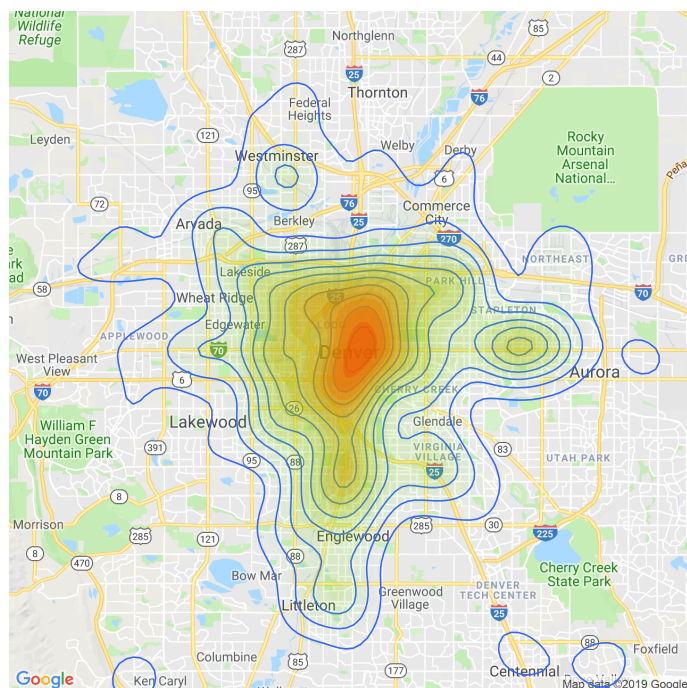 National
Wildlife
Refuge
Northglenn
85
287
44
25
2
Thornton
76
Federal
Heights
Leyden
121
Welby
Derby
Rocky
Mountain
Arsenal
National...
Westminster
Peña
6
95
72
76
Commerce
City
Arvada
Berkley
25
287
270
NORTHEAST
Lakeside
PARK HILL
58
70
Wheat Ridge
25
STAPLETON
Edgewater
APPLEWOOD
70
Denver
West Pleasant
View
Aurora
6
70
CHERRY CREEK
26
Lakewood
Glendale
William F
Hayden Green
Mountain Park
391
VIRGINIA
VILLAGE
83
UTAH PARK
95
88
25
8
Morrison
285
30
285
121
Englewood
225
8
88
470
Cherry Creek
State Park
Bow Mar
DENVER
TECH CENTER
Greenwood
Village
Littleton
25
88
Foxfield
Columbine
85
177
Centennial
Google
Ken Caryl
Map data ©2019 Google